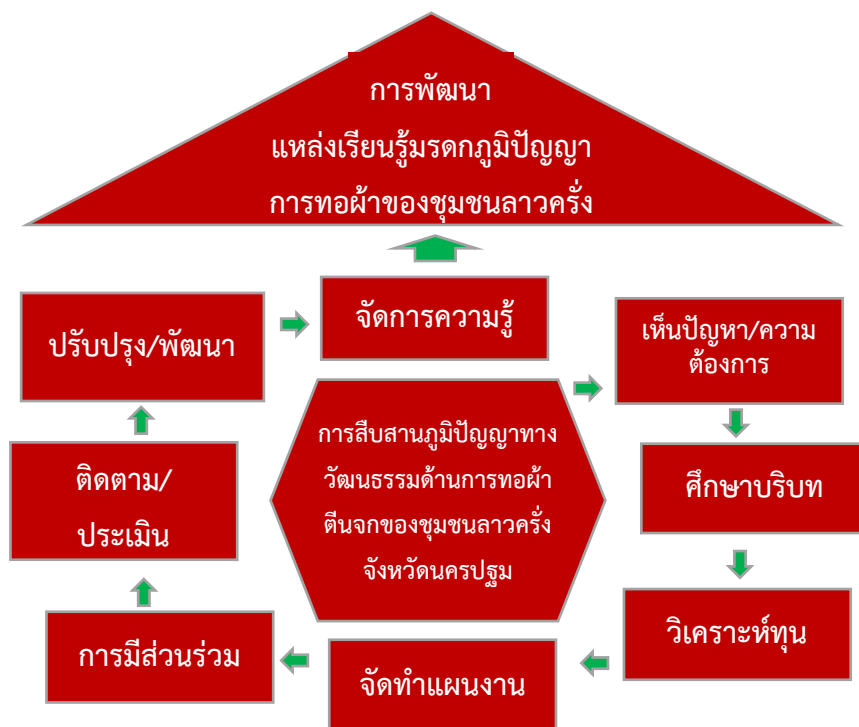 การพัฒนา
แหล่งเรียนรู้มรดกภูมิปัญญา
การทอผ้าของชุมชนลาวครั่ง
จัดการความรู้
ปรับปรุง/พัฒนา
เห็นปัญหา/ความ
ต้องการ
การสืบสานภูมิปัญญาทาง
วัฒนธรรมด้านการทอผ้า
ตีนจกของชุมชนลาวครั่ง
จังหวัดนครปฐม
ติดตาม/
ประเมิน
ศึกษาบริบท
วิเคราะห์ทุน
การมีส่วนร่วม
จัดทำแผนงาน